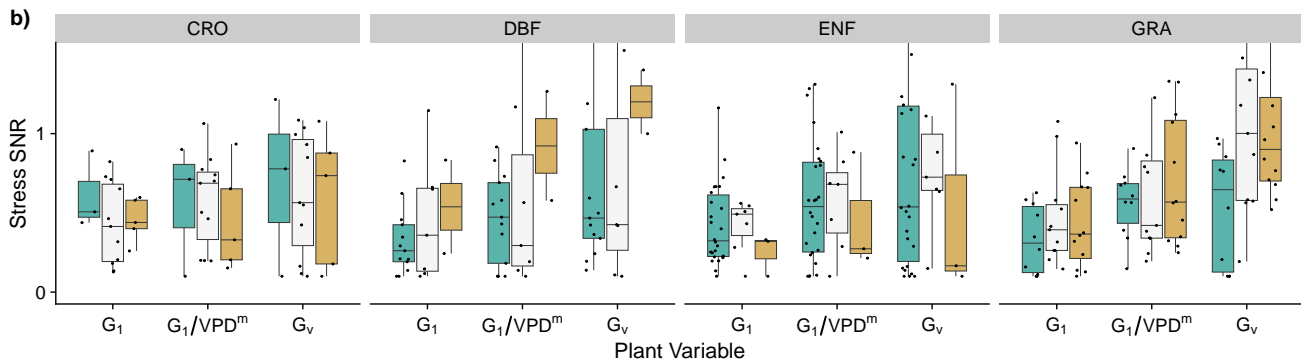 b)
CRO DBF ENF GRA
Stress SNR
1
0
G₁ G₁/VPDᵐ Gᵥ G₁ G₁/VPDᵐ Gᵥ G₁ G₁/VPDᵐ Gᵥ G₁ G₁/VPDᵐ Gᵥ
Plant Variable